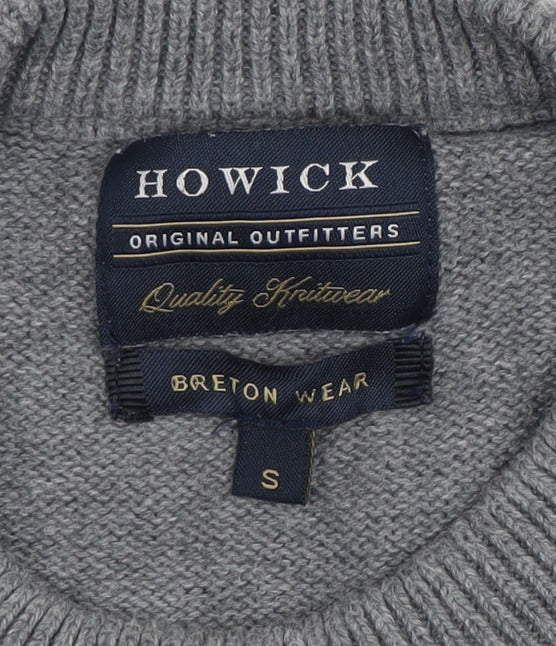 HOWICK
ORIGINAL OUTFITTERS
Quality Knitwear
BRETON WEAR
S